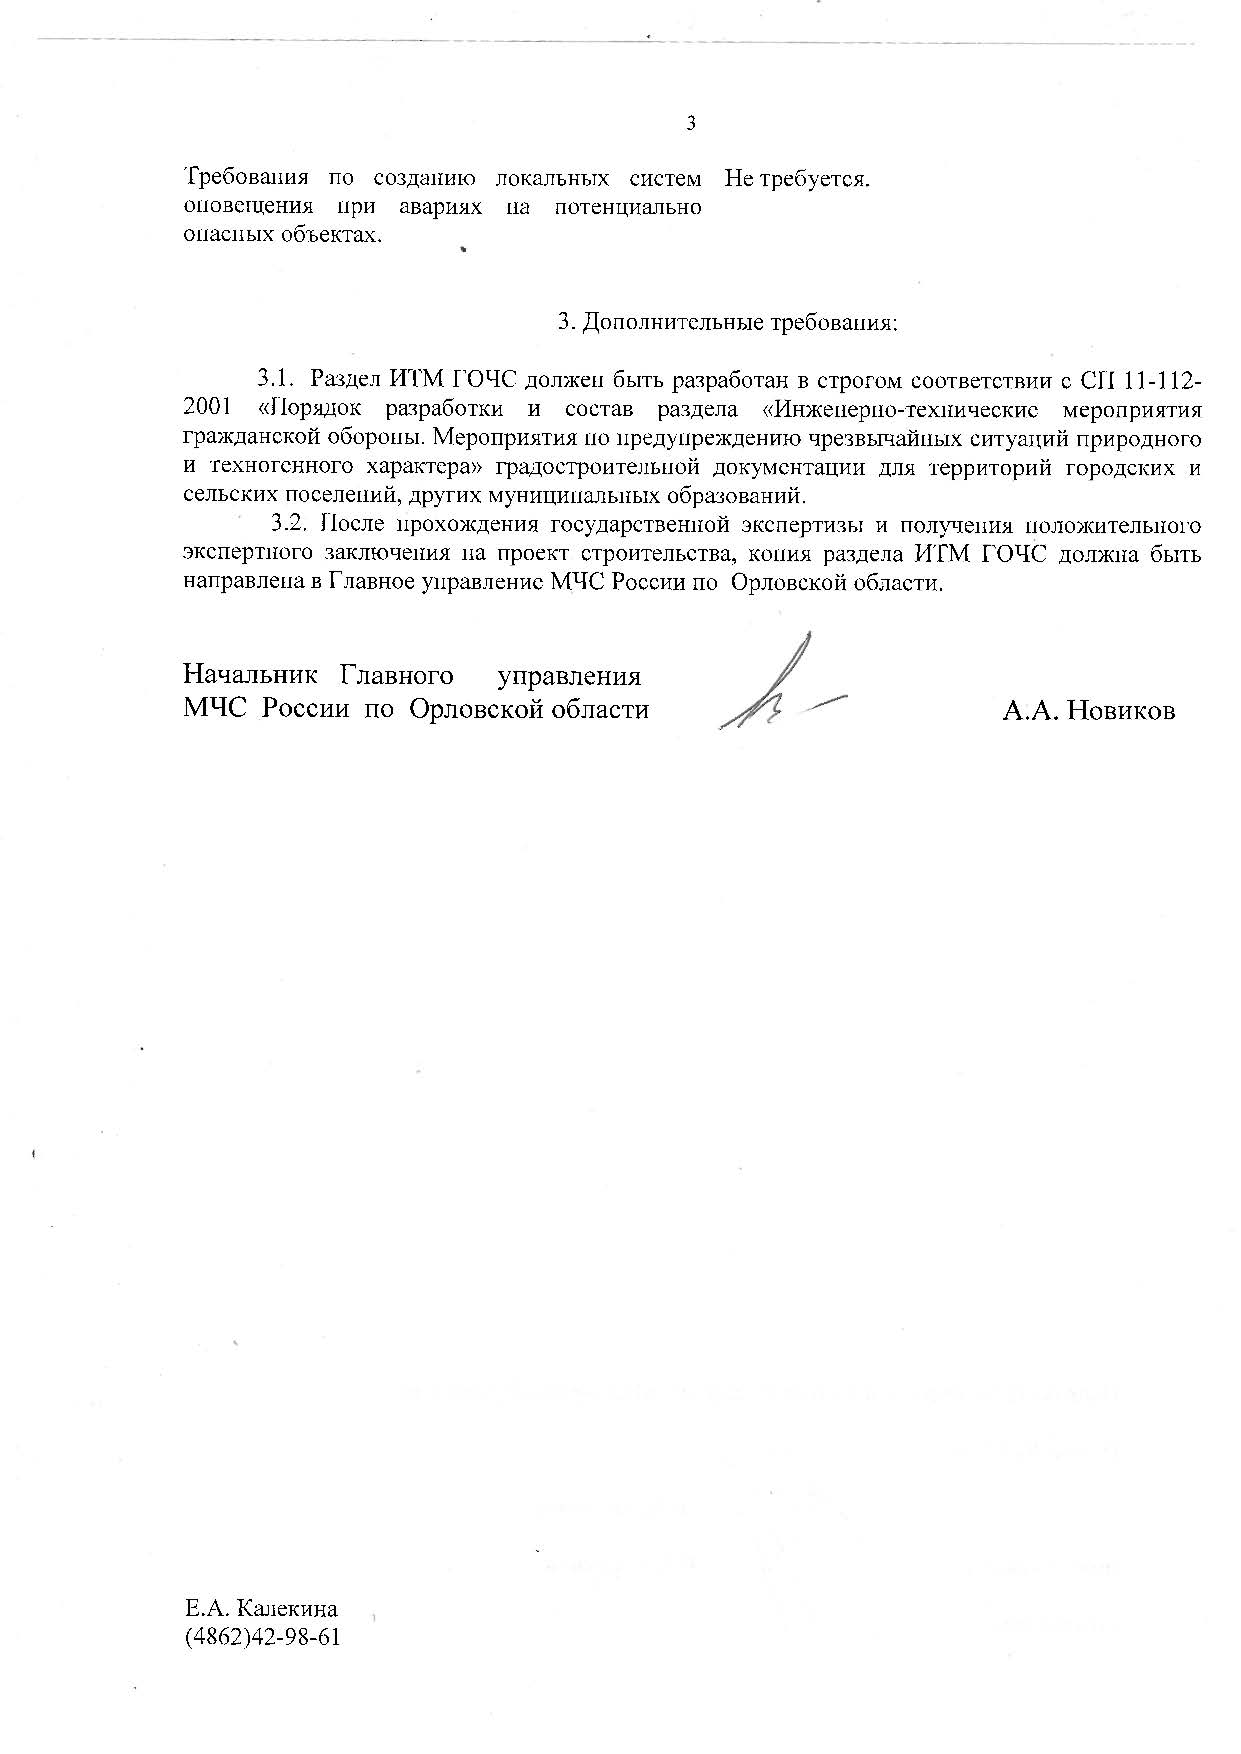 3
Требования по созданию локальных систем Не требуется.
оповещения при авариях на потенциально
опасных объектах.
3. Дополнительные требования:
3.1. Раздел ИТМ ГОЧС должен быть разработан в строгом соответствии с СП 11-112-
2001 «Порядок разработки и состав раздела «Инженерно-технические мероприятия
гражданской обороны. Мероприятия по предупреждению чрезвычайных ситуаций природного
и техногенного характера» градостроительной документации для территорий городских и
сельских поселений, других муниципальных образований.
3.2. После прохождения государственной экспертизы и получения положительного
экспертного заключения на проект строительства, копия раздела ИТМ ГОЧС должна быть
направлена в Главное управление МЧС России по Орловской области.
Начальник Главного управления
МЧС России по Орловской области А.А. Новиков
Е.А. Калекина
(4862)42-98-61